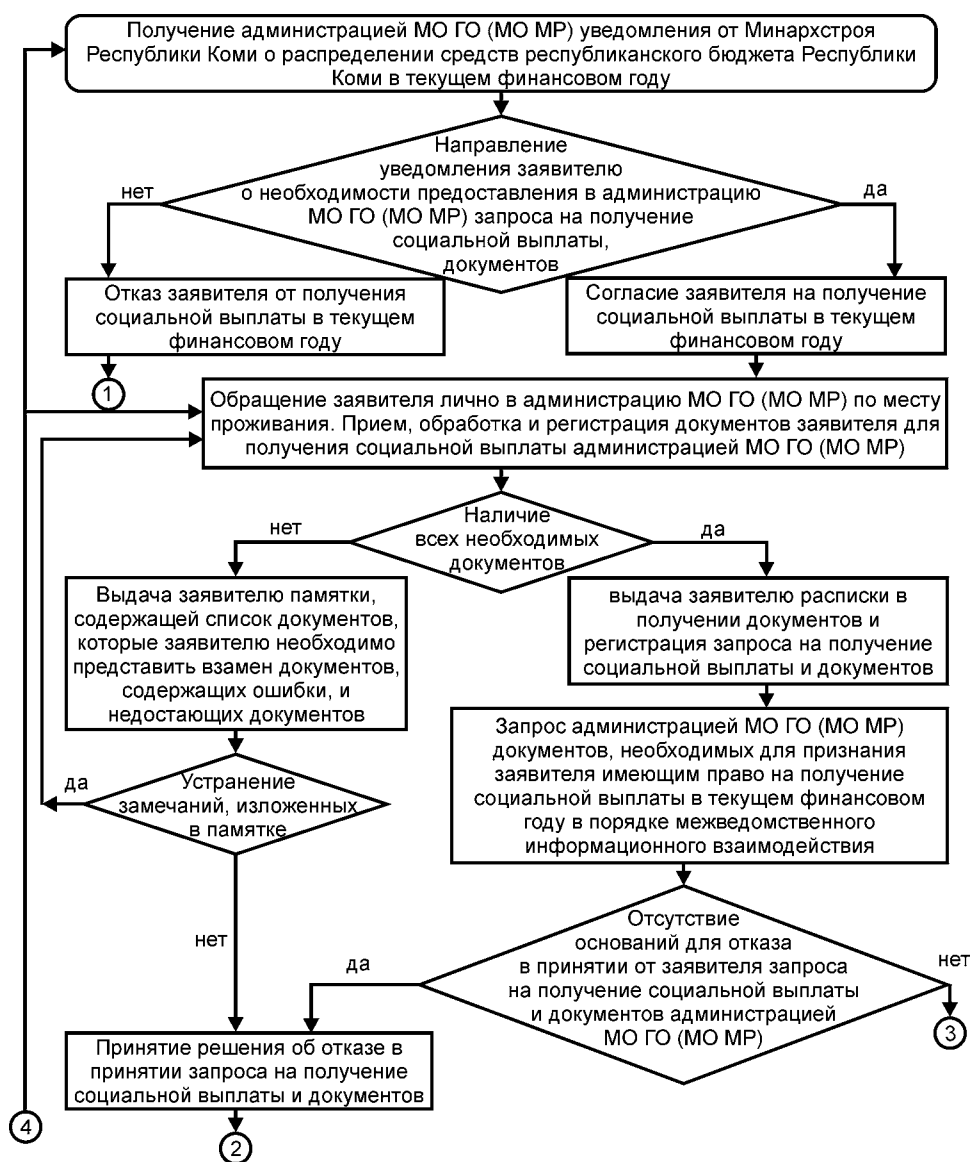 Получение администрацией МО ГО (МО МР) уведомления от Минархстроя
Республики Коми о распределении средств республиканского бюджета Республики
Коми в текущем финансовом году
Направление
уведомления заявителю
о необходимости предоставления в администрацию
МО ГО (МО МР) запроса на получение
социальной выплаты,
документов
нет
да
Отказ заявителя от получения
социальной выплаты в текущем
финансовом году
Согласие заявителя на получение
социальной выплаты в текущем
финансовом году
1
Обращение заявителя лично в администрацию МО ГО (МО МР) по месту
проживания. Прием, обработка и регистрация документов заявителя для
получения социальной выплаты администрацией МО ГО (МО МР)
Наличие
всех необходимых
документов
нет
да
Выдача заявителю памятки,
содержащей список документов,
которые заявителю необходимо
представить взамен документов,
содержащих ошибки, и
недостающих документов
выдача заявителю расписки в
получении документов и
регистрация запроса на получение
социальной выплаты и документов
Запрос администрацией МО ГО (МО МР)
документов, необходимых для признания
заявителя имеющим право на получение
социальной выплаты в текущем финансовом
году в порядке межведомственного
информационного взаимодействия
да
Устранение
замечаний, изложенных
в памятке
нет
Отсутствие
оснований для отказа
в принятии от заявителя запроса
на получение социальной выплаты
и документов администрацией
МО ГО (МО МР)
да
нет
3
Принятие решения об отказе в
принятии запроса на получение
социальной выплаты и документов
4
2